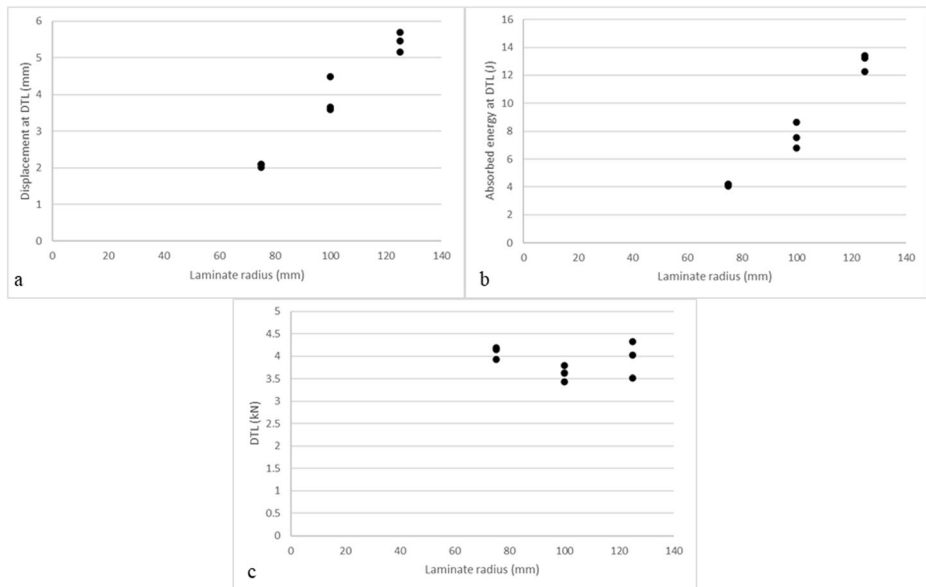 Displacement at DTL (mm)
6
5
4
3
2
1
0
0 20 40 60 80 100 120 140
Laminate radius (mm)
a
Absorbed energy at DTL (J)
16
14
12
10
8
6
4
2
0
0 20 40 60 80 100 120 140
Laminate radius (mm)
b
DTL (kN)
5
4.5
4
3.5
3
2.5
2
1.5
1
0.5
0
0 20 40 60 80 100 120 140
Laminate radius (mm)
c